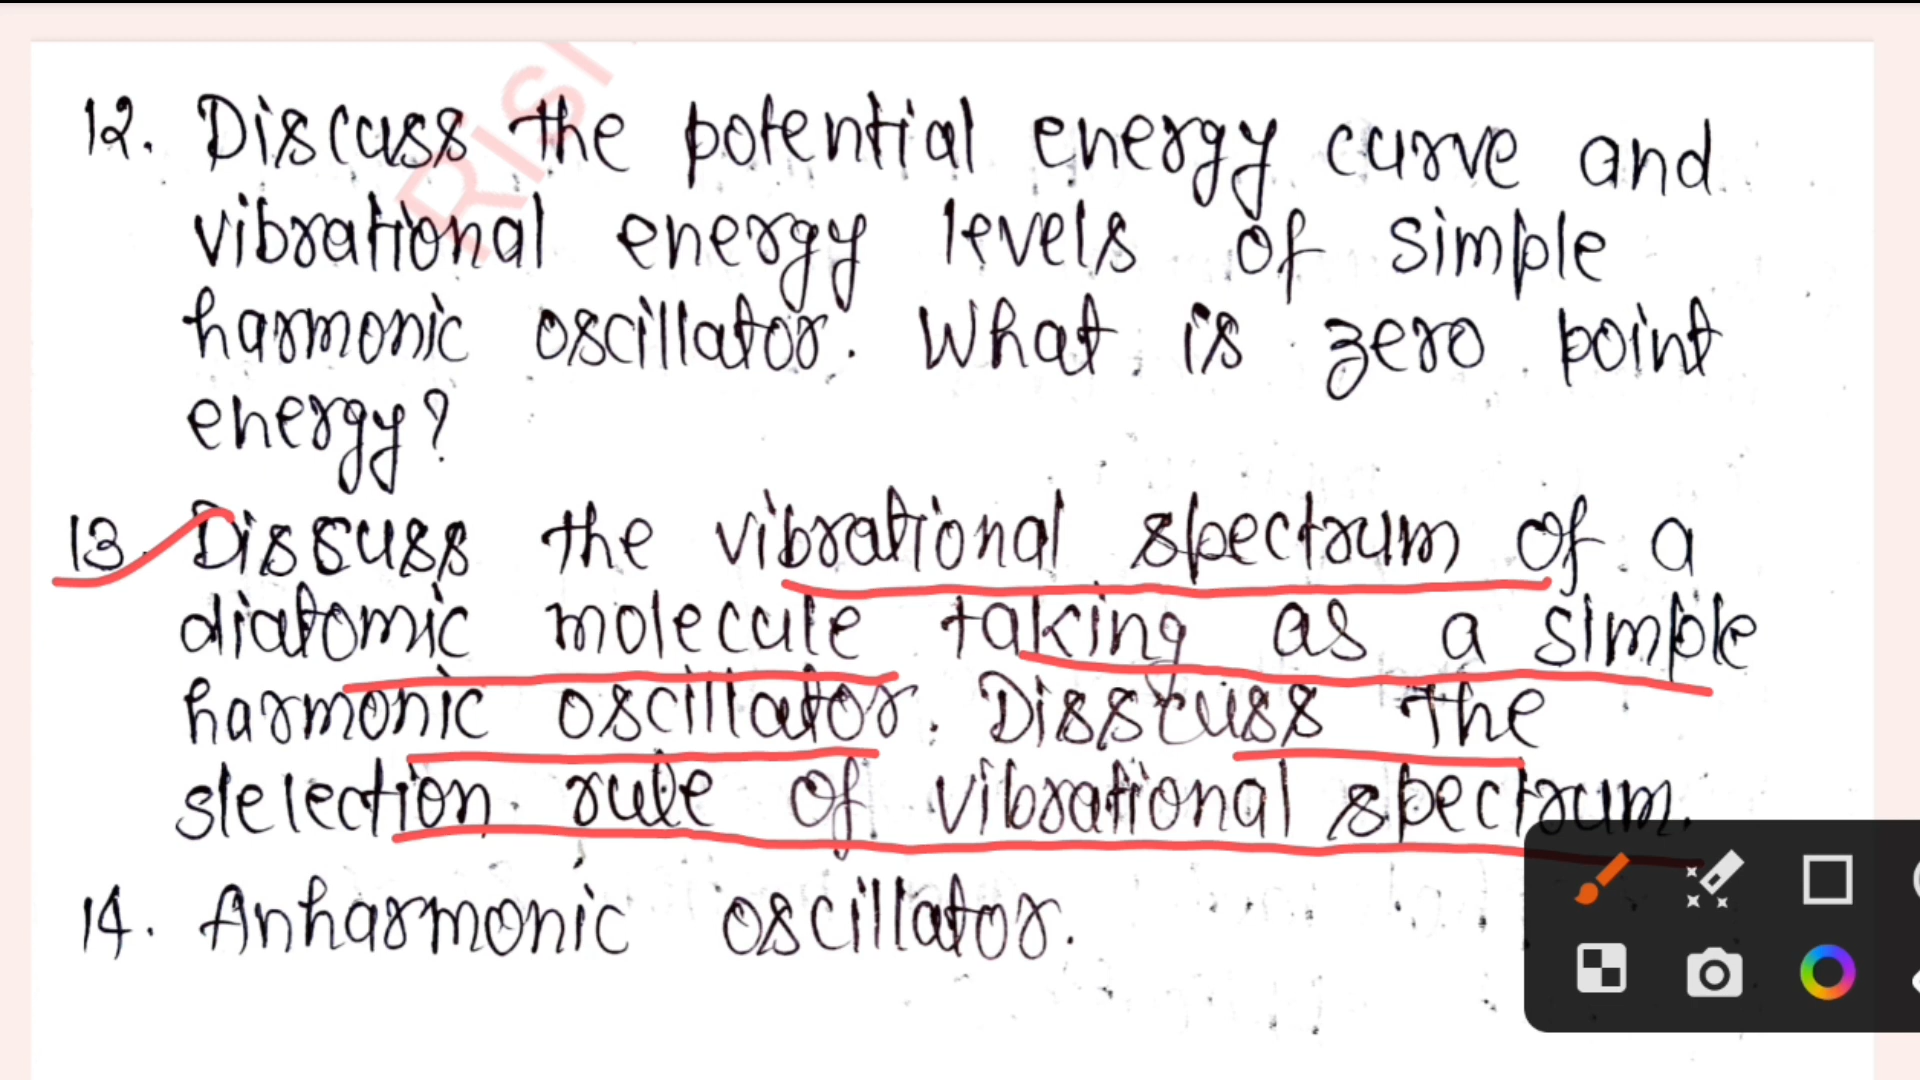 Risi
12. Discuss the potential energy curve and
vibrational energy levels of simple
harmonic oscillator. What is zero point
energy?
13. Disсuss the vibrational spectrum of a
diatomic molecule taking as a simple
harmonic oscillator. Disscuss the
slelection rule of vibrational spectrum.
14. Anharmonic oscillator.